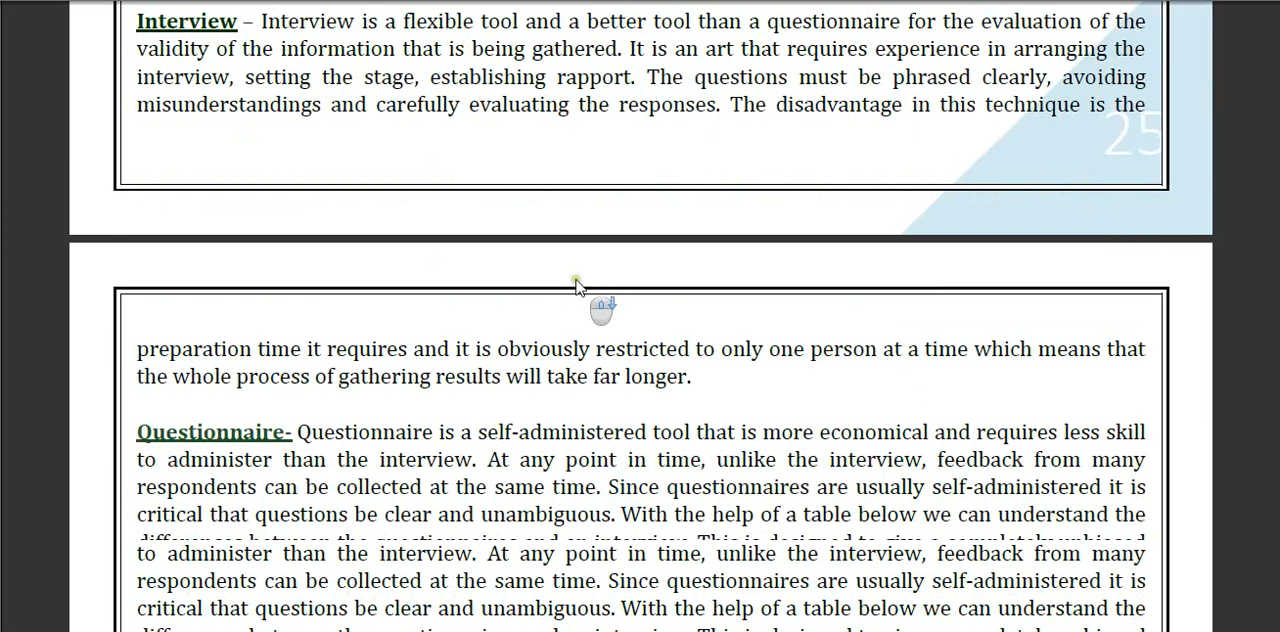 Interview – Interview is a flexible tool and a better tool than a questionnaire for the evaluation of the
validity of the information that is being gathered. It is an art that requires experience in arranging the
interview, setting the stage, establishing rapport. The questions must be phrased clearly, avoiding
misunderstandings and carefully evaluating the responses. The disadvantage in this technique is the
25
preparation time it requires and it is obviously restricted to only one person at a time which means that
the whole process of gathering results will take far longer.
Questionnaire- Questionnaire is a self-administered tool that is more economical and requires less skill
to administer than the interview. At any point in time, unlike the interview, feedback from many
respondents can be collected at the same time. Since questionnaires are usually self-administered it is
critical that questions be clear and unambiguous. With the help of a table below we can understand the
to administer than the interview. At any point in time, unlike the interview, feedback from many
respondents can be collected at the same time. Since questionnaires are usually self-administered it is
critical that questions be clear and unambiguous. With the help of a table below we can understand the